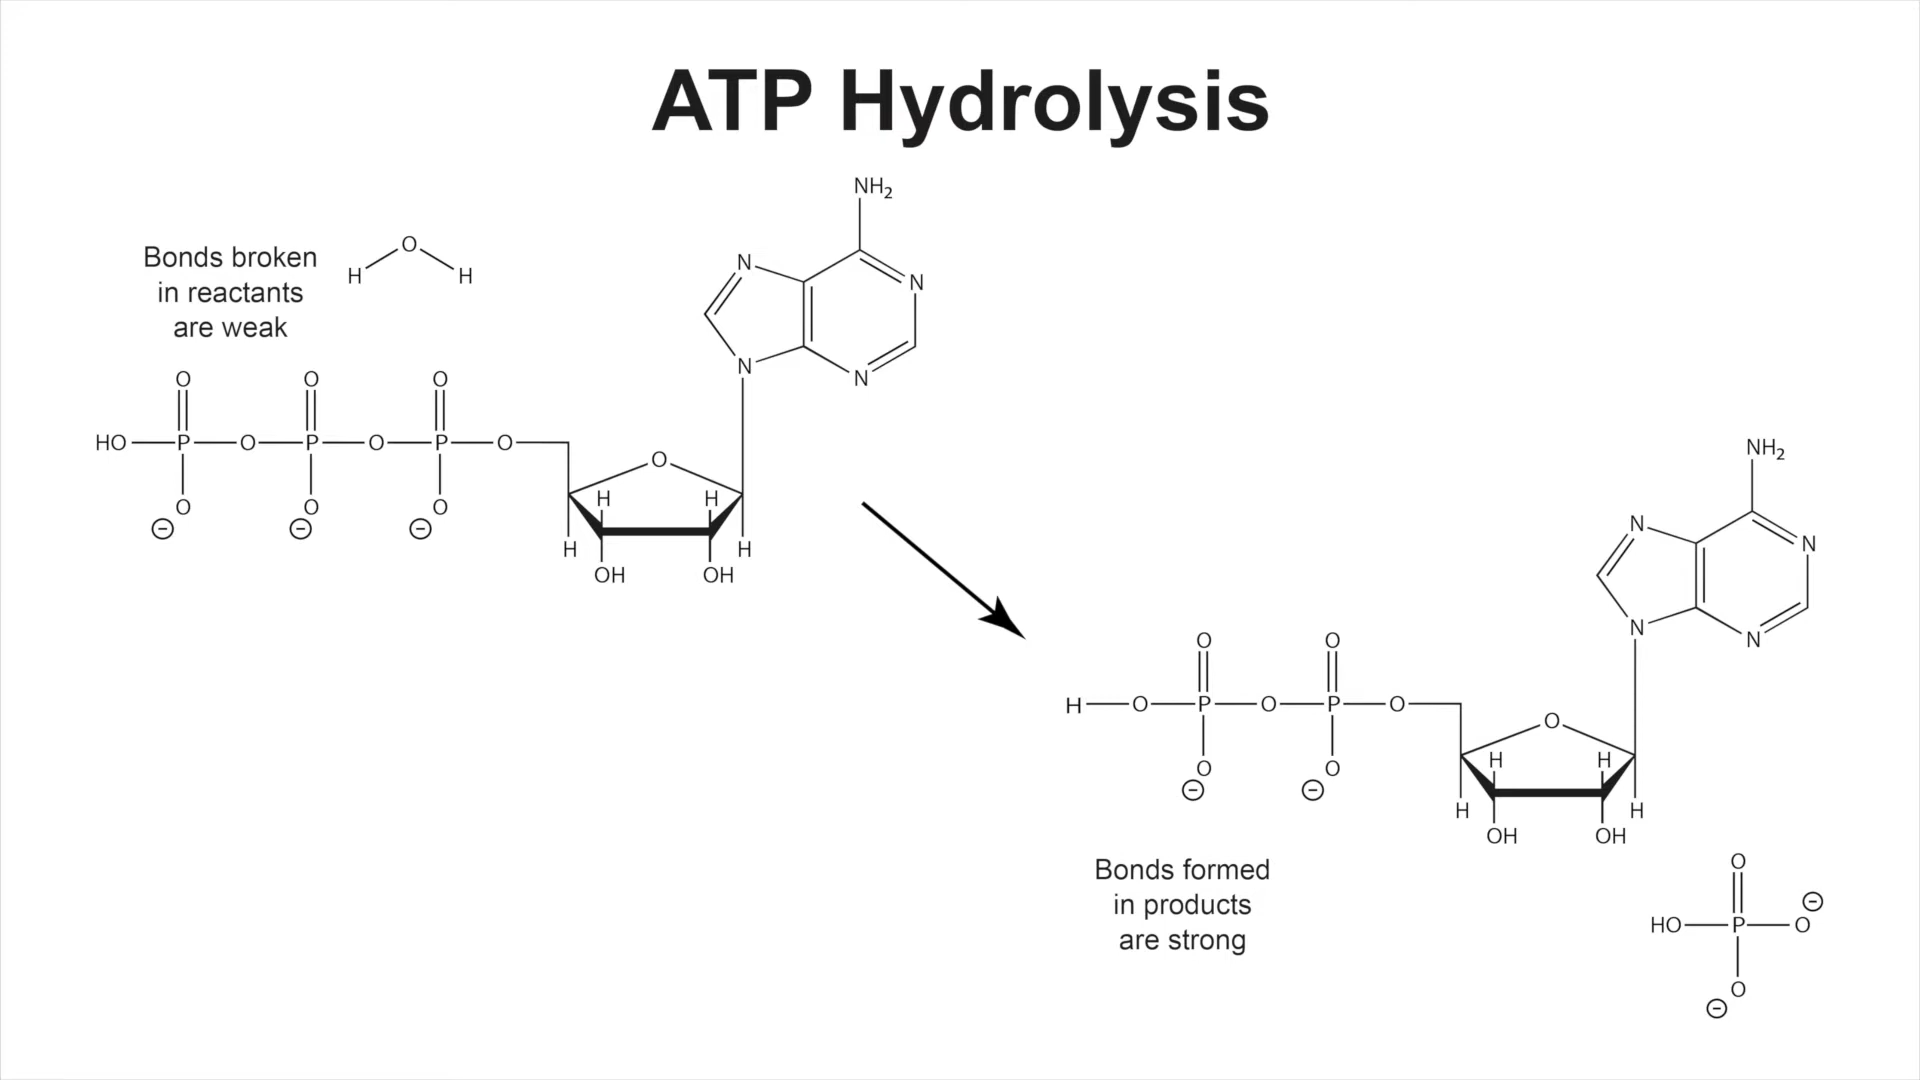 ATP Hydrolysis
Bonds broken
in reactants
are weak
O
H H
NH₂
N N
N N
O O O
HO P O P O P O
O O O
⊖ ⊖ ⊖
O
H H
H H
OH OH
NH₂
N N
N N
O O
H O P O P O
O O
⊖ ⊖
O
H H
H H
OH OH
Bonds formed
in products
are strong
O
⊖
HO P O
O
⊖